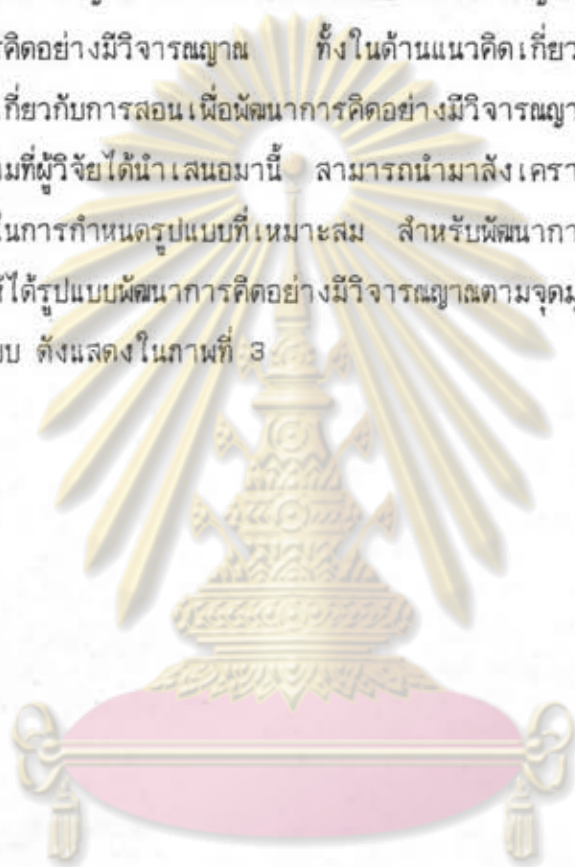 คิดอย่างมีวิจารณญาณ ทั้งในด้านแนวคิดเกี่ยว
กี่ยวกับการสอนเพื่อพัฒนาการคิดอย่างมีวิจารณญา
มที่ผู้วิจัยได้นำเสนอมานี้ สามารถนำมาสังเครา
ในการกำหนดรูปแบบที่เหมาะสม สำหรับพัฒนากา
ได้รูปแบบพัฒนาการคิดอย่างมีวิจารณญาณตามจุดมุ
บบ ดังแสดงในภาพที่ 3